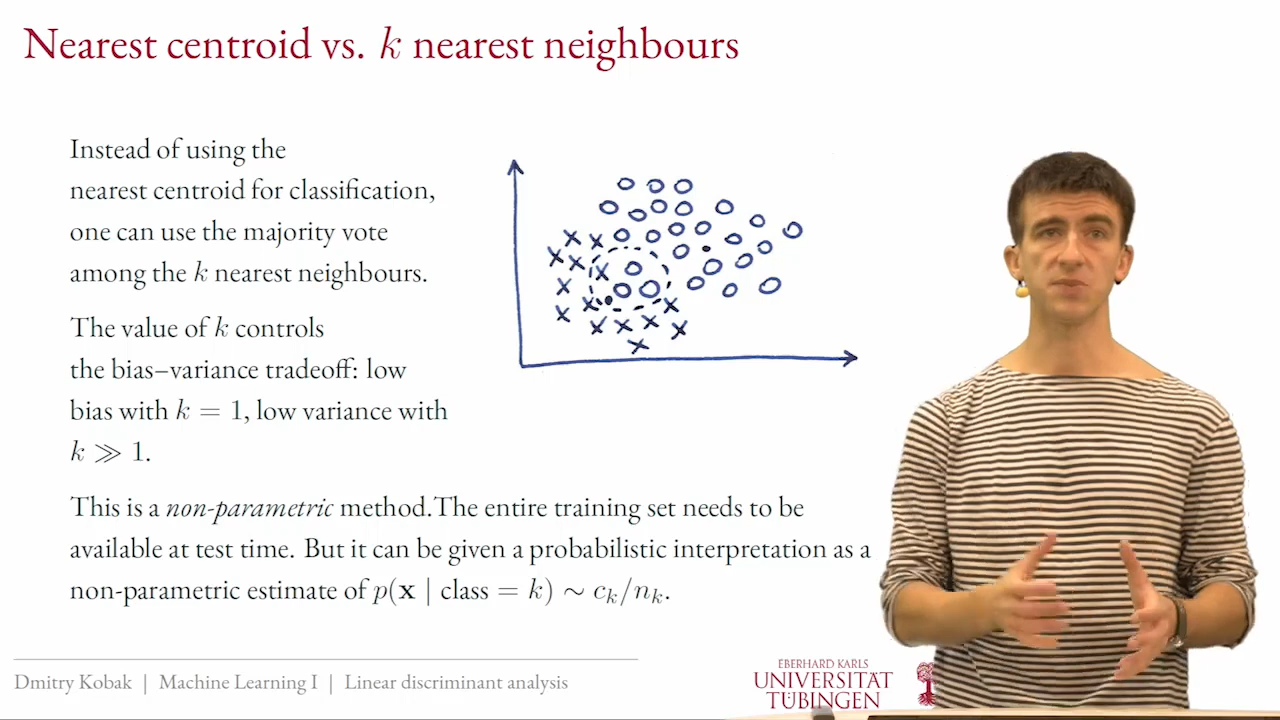 Nearest centroid vs. k nearest neighbours
Instead of using the
nearest centroid for classification,
one can use the majority vote
among the k nearest neighbours.
The value of k controls
the bias–variance tradeoff: low
bias with k = 1, low variance with
k ≫ 1.
This is a non-parametric method.The entire training set needs to be
available at test time. But it can be given a probabilistic interpretation as a
non-parametric estimate of p(x | class = k) ∼ cₖ/nₖ.
Dmitry Kobak | Machine Learning I | Linear discriminant analysis
EBERHARD KARLS
UNIVERSITÄT
TÜBINGEN